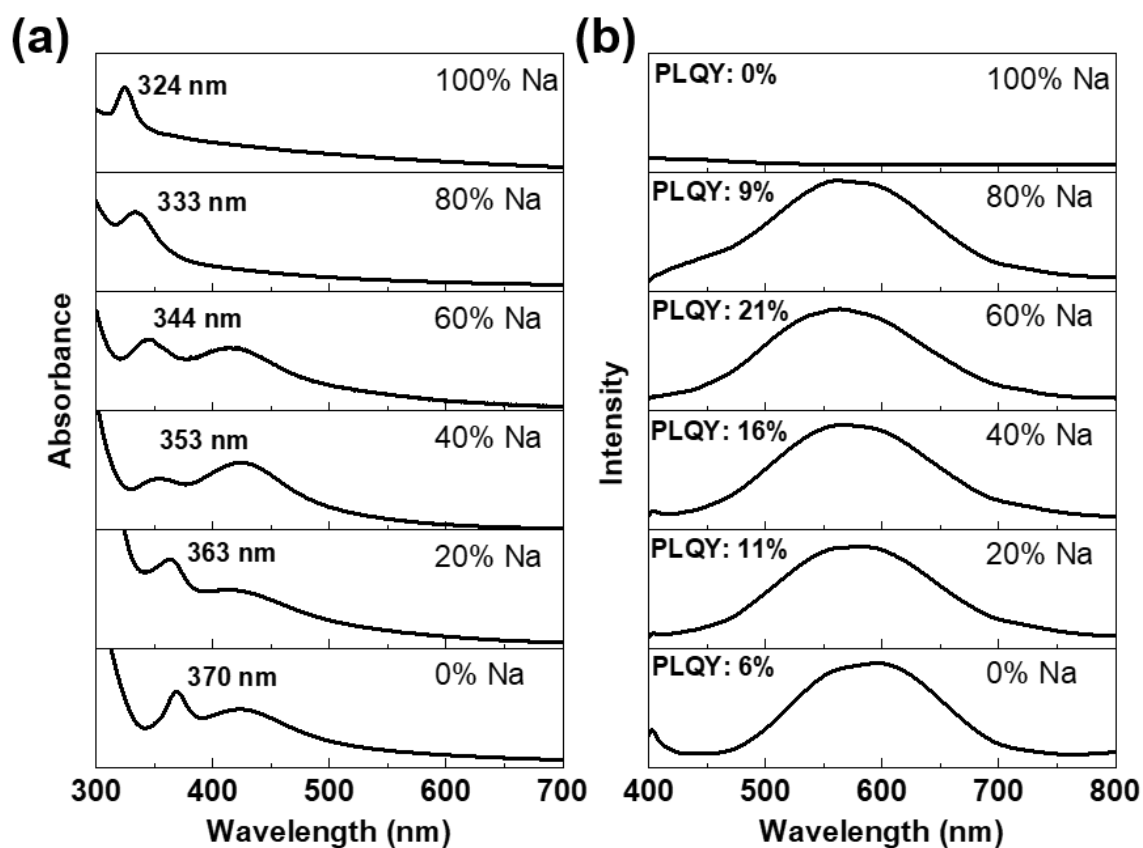 (a)
324 nm
100% Na
333 nm
80% Na
344 nm
60% Na
353 nm
40% Na
363 nm
20% Na
370 nm
0% Na
Absorbance
300 400 500 600 700
Wavelength (nm)
(b)
PLQY: 0%
100% Na
PLQY: 9%
80% Na
PLQY: 21%
60% Na
PLQY: 16%
40% Na
PLQY: 11%
20% Na
PLQY: 6%
0% Na
Intensity
400 500 600 700 800
Wavelength (nm)